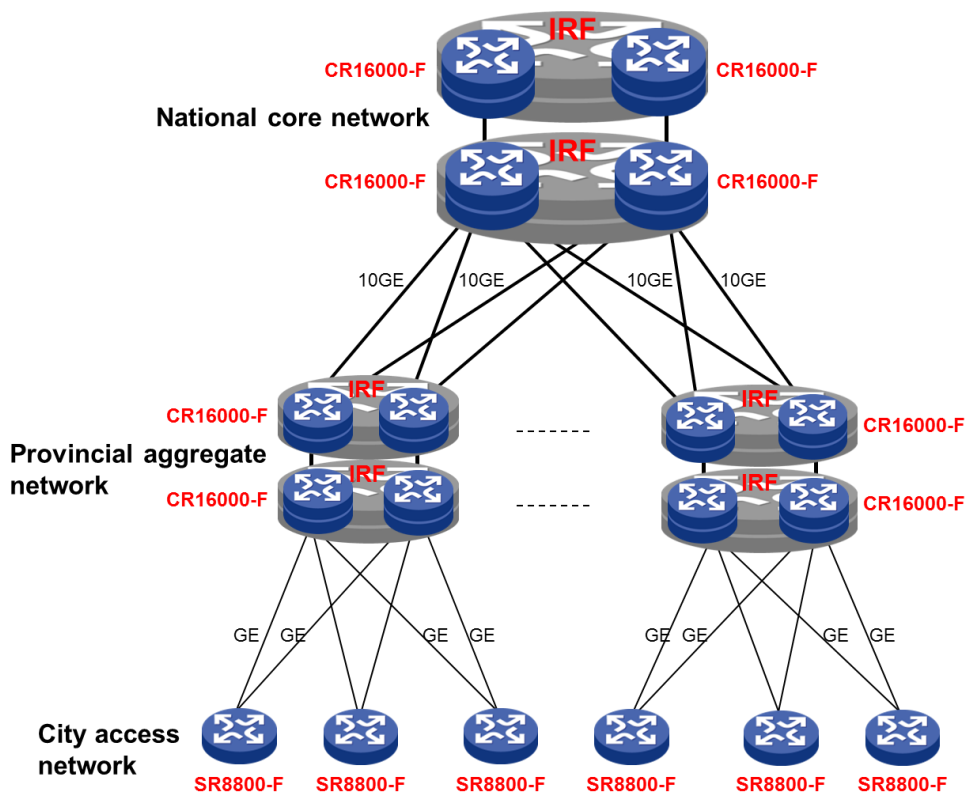 IRF
CR16000-F CR16000-F
National core network
IRF
CR16000-F CR16000-F
10GE 10GE 10GE 10GE
IRF IRF
CR16000-F CR16000-F
Provincial aggregate
network
IRF IRF
CR16000-F CR16000-F
GE GE GE GE GE GE GE GE
City access
network
SR8800-F SR8800-F SR8800-F SR8800-F SR8800-F SR8800-F